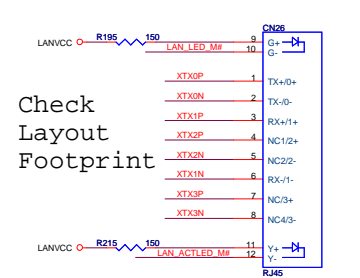 CN26
LANVCC R195 150 9 G+
LAN_LED_M# 10 G-
XTX0P 1 TX+/0+
XTX0N 2 TX-/0-
XTX1P 3 RX+/1+
XTX2P 4 NC1/2+
XTX2N 5 NC2/2-
XTX1N 6 RX-/1-
XTX3P 7 NC/3+
XTX3N 8 NC4/3-
Check
Layout
Footprint
LANVCC R215 150 11 Y+
LAN_ACTLED_M# 12 Y-
RJ45